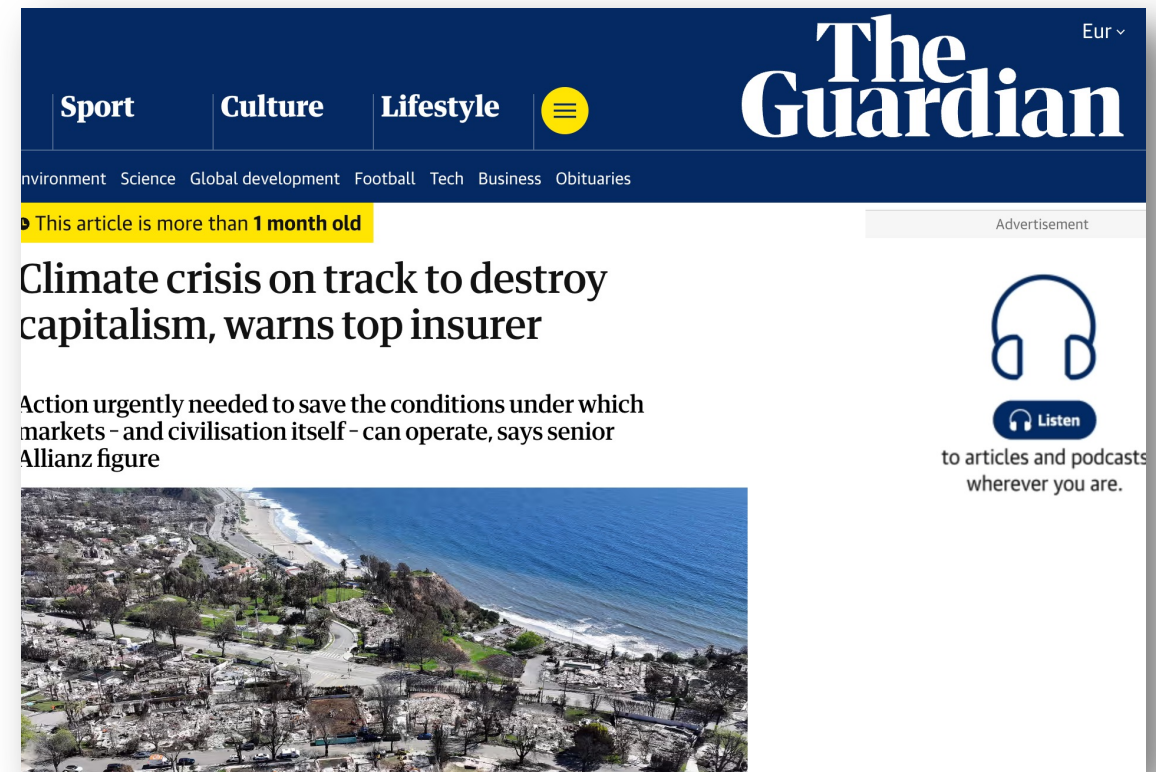 Eur
The
Guardian
Sport Culture Lifestyle
nvironment Science Global development Football Tech Business Obituaries
This article is more than 1 month old
Advertisement
Climate crisis on track to destroy
capitalism, warns top insurer
Action urgently needed to save the conditions under which
markets – and civilisation itself – can operate, says senior
Allianz figure
Listen
to articles and podcasts
wherever you are.